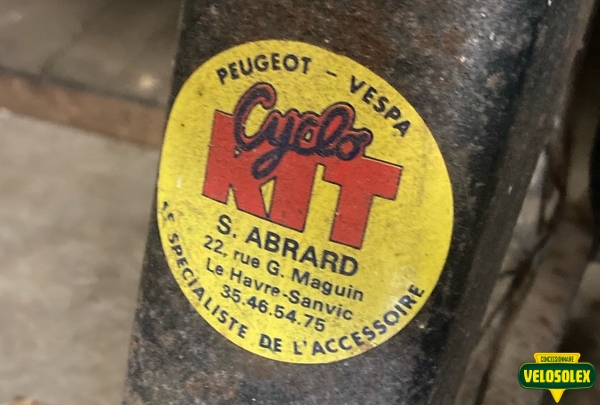 PEUGEOT - VESPA
Cyclo
KIT
S. ABRARD
22, rue G. Maguin
Le Havre-Sanvic
35.46.54.75
LE SPECIALISTE DE L'ACCESSOIRE
CONCESSIONNAIRE
VELOSOLEX